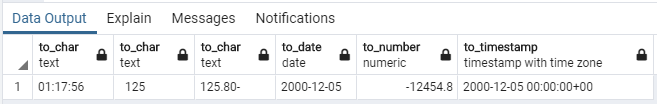 Data Output Explain Messages Notifications
to_char to_char to_char to_date to_number to_timestamp
text text text date numeric timestamp with time zone
1 01:17:56 125 125.80- 2000-12-05 -12454.8 2000-12-05 00:00:00+00